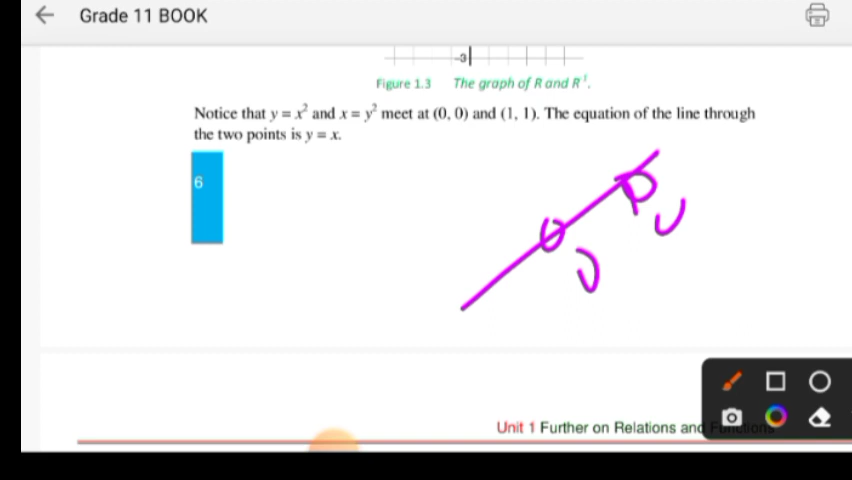 Grade 11 BOOK
-3
Figure 1.3 The graph of R and R⁻¹.
Notice that y = x² and x = y² meet at (0, 0) and (1, 1). The equation of the line through
the two points is y = x.
6
Unit 1 Further on Relations and Functions